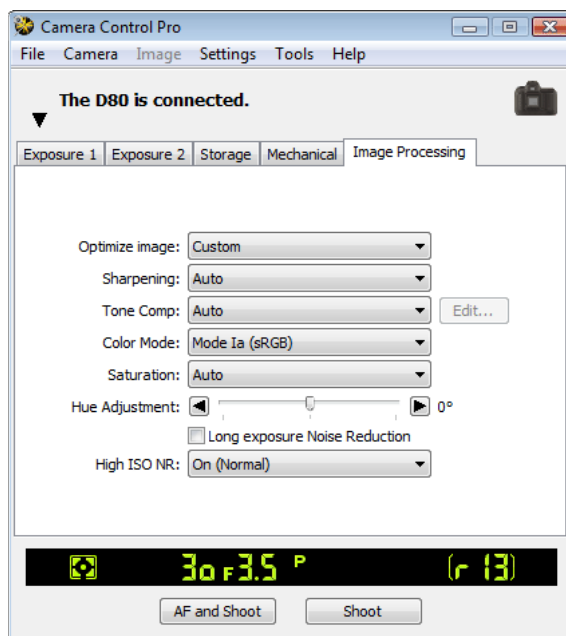 Camera Control Pro
File Camera Image Settings Tools Help
The D80 is connected.
Exposure 1 Exposure 2 Storage Mechanical Image Processing
Optimize image: Custom
Sharpening: Auto
Tone Comp: Auto Edit...
Color Mode: Mode Ia (sRGB)
Saturation: Auto
Hue Adjustment: 0°
Long exposure Noise Reduction
High ISO NR: On (Normal)
30 F3.5 P (r 13)
AF and Shoot Shoot